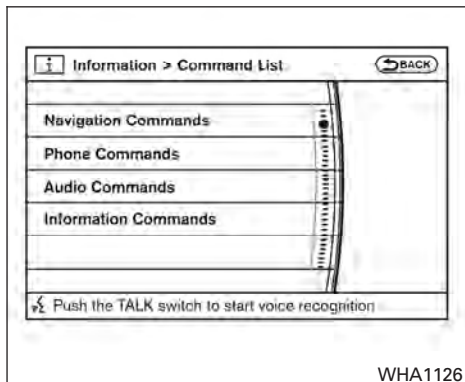 i Information > Command List BACK
Navigation Commands
Phone Commands
Audio Commands
Information Commands
Push the TALK switch to start voice recognition
WHA1126